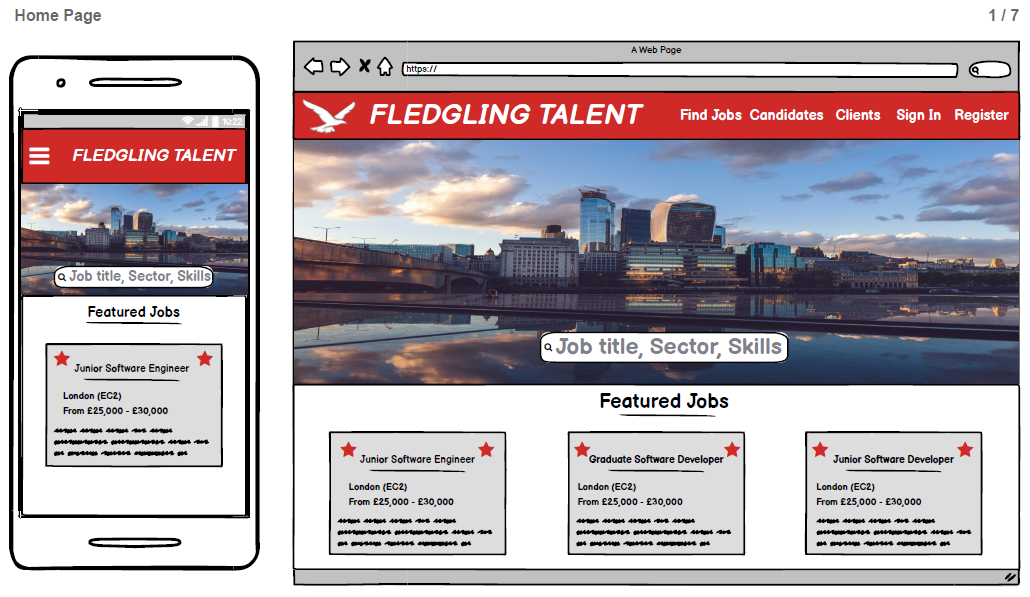 Home Page
1 / 7
10:22
FLEDGLING TALENT
Job title, Sector, Skills
Featured Jobs
Junior Software Engineer
London (EC2)
From £25,000 - £30,000
A Web Page
https://
FLEDGLING TALENT
Find Jobs Candidates Clients Sign In Register
Job title, Sector, Skills
Featured Jobs
Junior Software Engineer
London (EC2)
From £25,000 - £30,000
Graduate Software Developer
London (EC2)
From £25,000 - £30,000
Junior Software Developer
London (EC2)
From £25,000 - £30,000